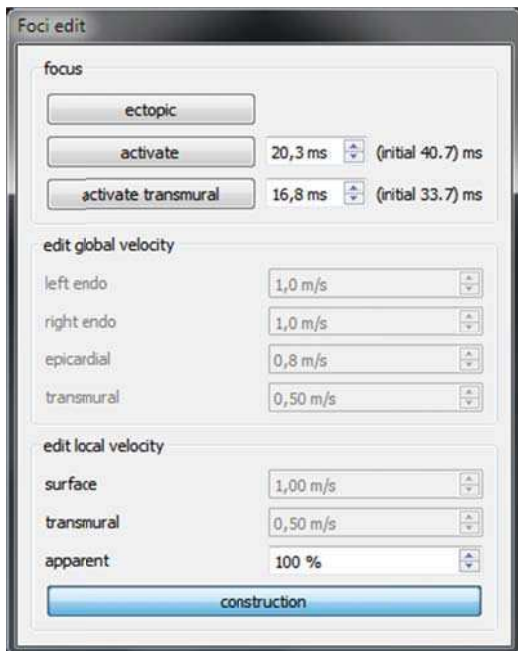 Foci edit
focus
ectopic
activate 20,3 ms (initial 40.7) ms
activate transmural 16,8 ms (initial 33.7) ms
edit global velocity
left endo 1,0 m/s
right endo 1,0 m/s
epicardial 0,8 m/s
transmural 0,50 m/s
edit local velocity
surface 1,00 m/s
transmural 0,50 m/s
apparent 100 %
construction